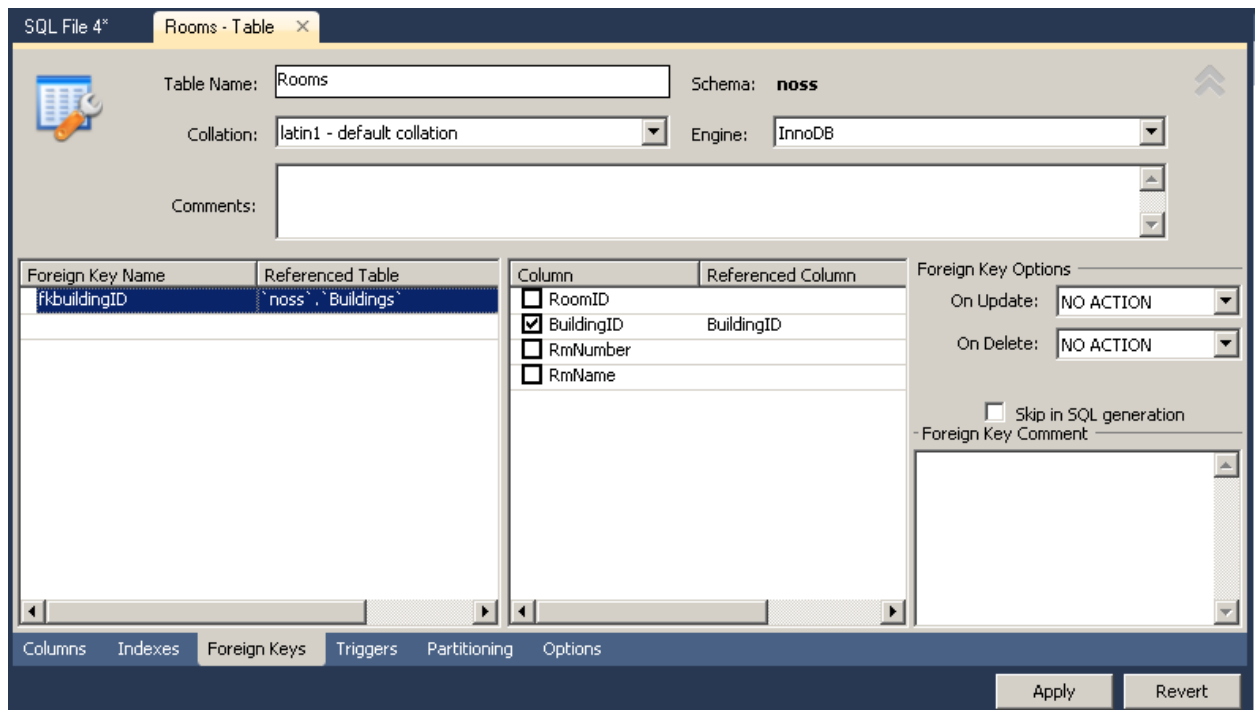 SQL File 4* Rooms - Table
Table Name: Rooms Schema: noss
Collation: latin1 - default collation Engine: InnoDB
Comments:
Foreign Key Name Referenced Table
fkbuildingID `noss`.`Buildings`
Column Referenced Column
RoomID
BuildingID BuildingID
RmNumber
RmName
Foreign Key Options
On Update: NO ACTION
On Delete: NO ACTION
Skip in SQL generation
Foreign Key Comment
Columns Indexes Foreign Keys Triggers Partitioning Options
Apply Revert